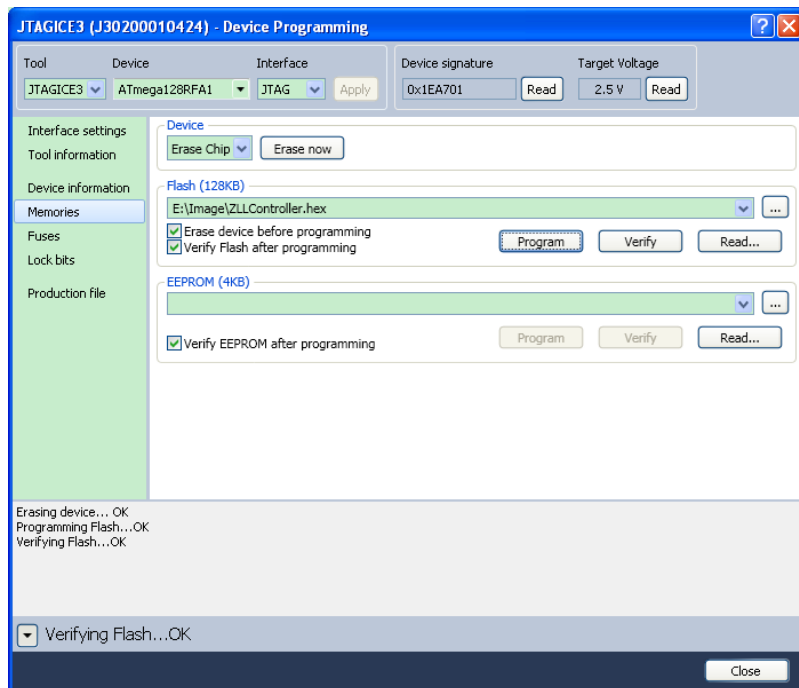 JTAGICE3 (J30200010424) - Device Programming
Tool Device Interface Device signature Target Voltage
JTAGICE3 ATmega128RFA1 JTAG Apply 0x1EA701 Read 2.5 V Read
Interface settings
Tool information
Device information
Memories
Fuses
Lock bits
Production file
Device
Erase Chip Erase now
Flash (128KB)
E:\Image\ZLLController.hex ...
Erase device before programming
Verify Flash after programming
Program Verify Read...
EEPROM (4KB)
...
Verify EEPROM after programming
Program Verify Read...
Erasing device... OK
Programming Flash...OK
Verifying Flash...OK
Verifying Flash...OK
Close